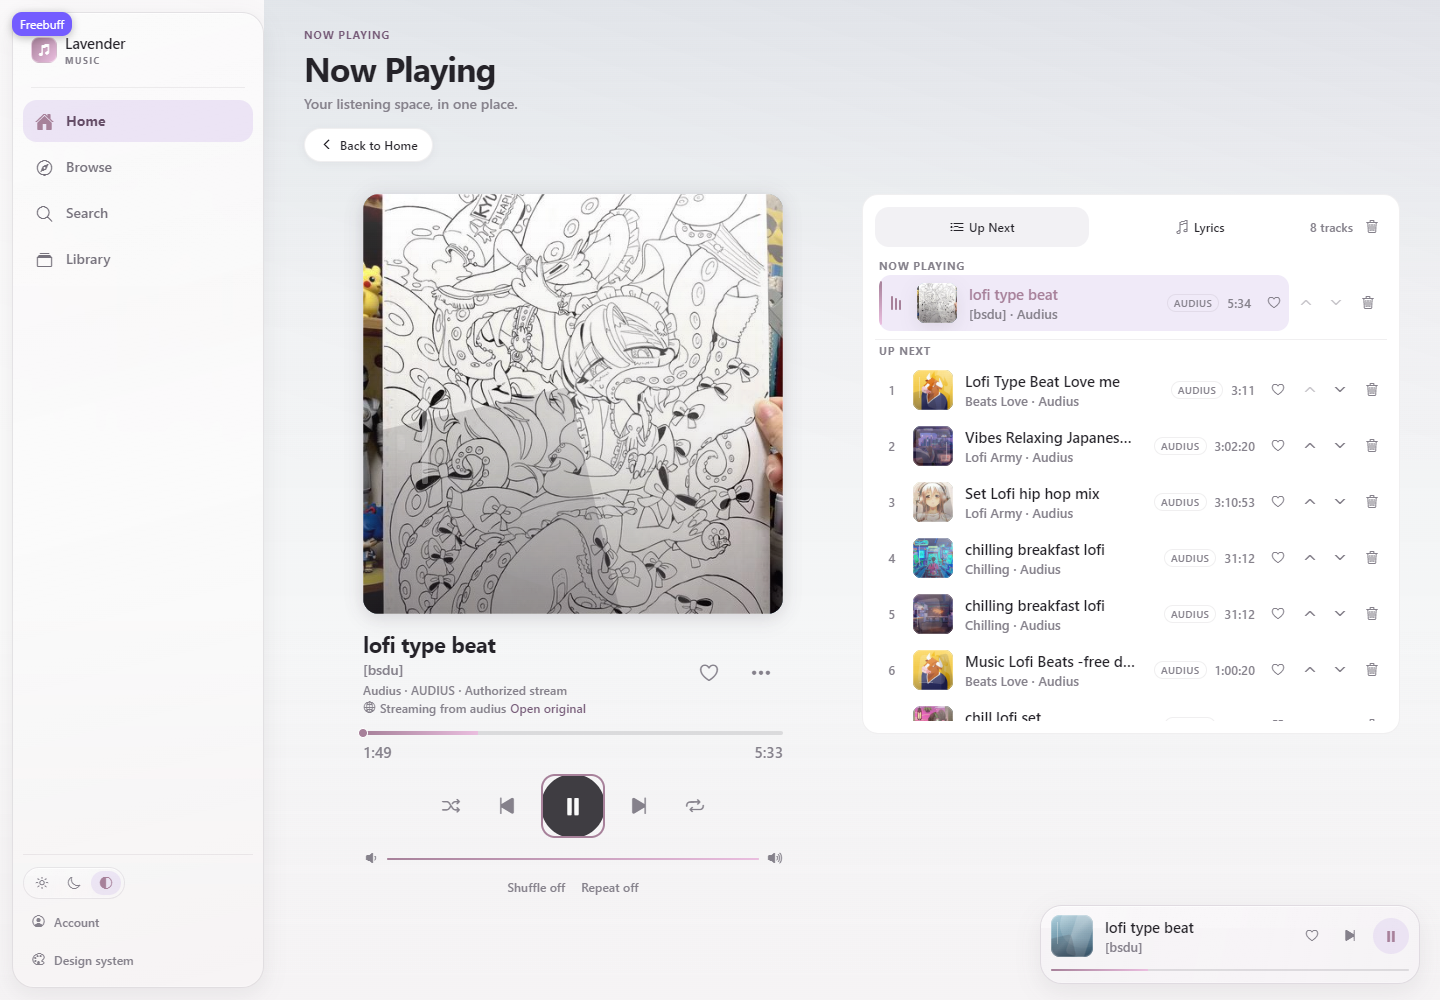 Freebuff
Lavender
MUSIC
Home
Browse
Search
Library
Account
Design system
NOW PLAYING
Now Playing
Your listening space, in one place.
Back to Home
KYU
PikAPU
lofi type beat
[bsdu]
Audius · AUDIUS · Authorized stream
Streaming from audius Open original
1:49 5:33
Shuffle off Repeat off
Up Next Lyrics 8 tracks
NOW PLAYING
lofi type beat AUDIUS 5:34
[bsdu] · Audius
UP NEXT
1 Lofi Type Beat Love me AUDIUS 3:11
Beats Love · Audius
2 Vibes Relaxing Japanes... AUDIUS 3:02:20
Lofi Army · Audius
3 Set Lofi hip hop mix AUDIUS 3:10:53
Lofi Army · Audius
4 chilling breakfast lofi AUDIUS 31:12
Chilling · Audius
5 chilling breakfast lofi AUDIUS 31:12
Chilling · Audius
6 Music Lofi Beats -free d... AUDIUS 1:00:20
Beats Love · Audius
chill lofi set
lofi type beat
[bsdu]